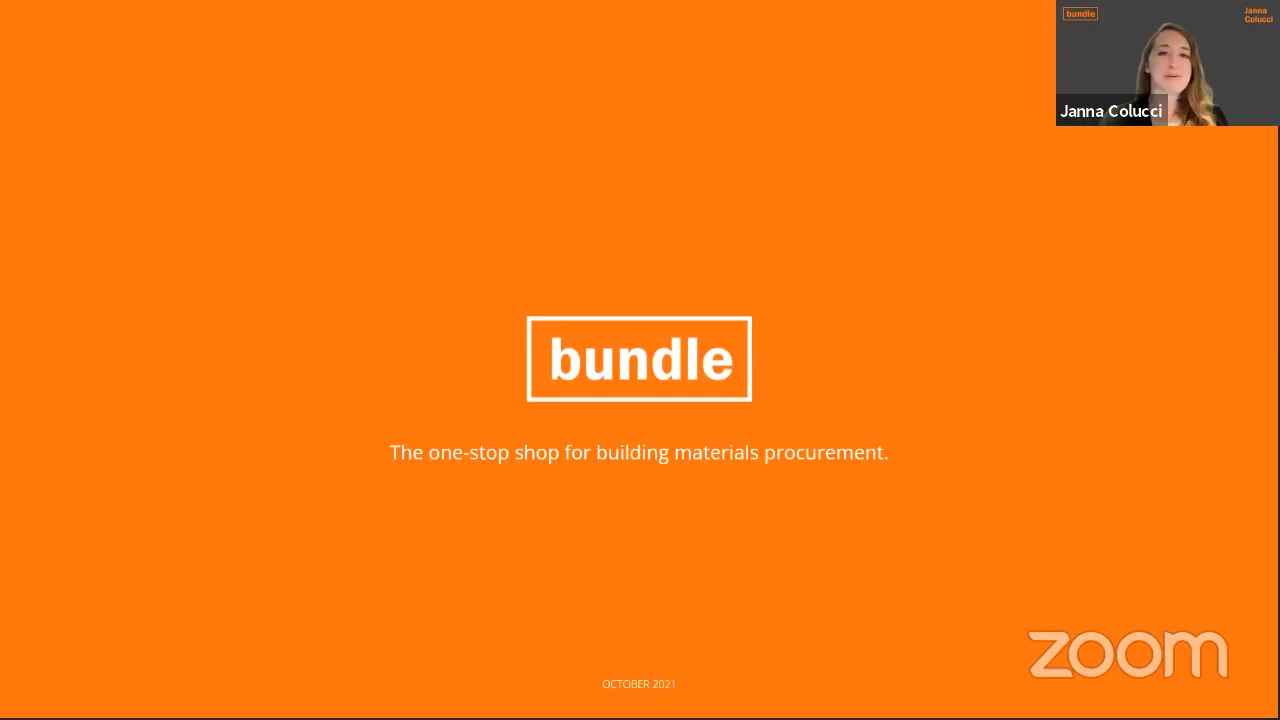 bundle
Janna
Colucci
Janna Colucci
bundle
The one-stop shop for building materials procurement.
zoom
OCTOBER 2021